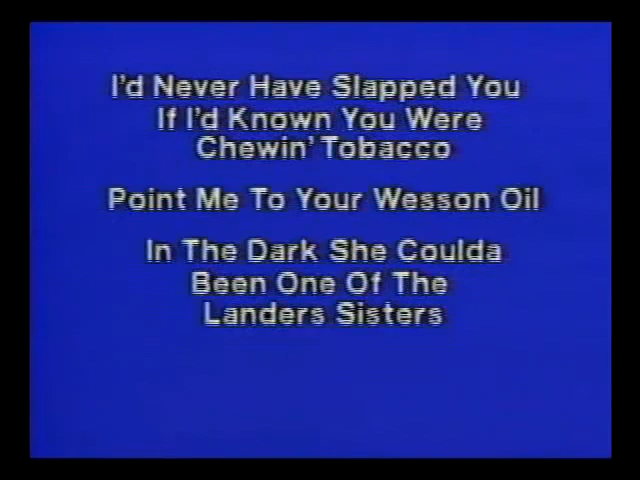 I'd Never Have Slapped You
If I'd Known You Were
Chewin' Tobacco
Point Me To Your Wesson Oil
In The Dark She Coulda
Been One Of The
Landers Sisters